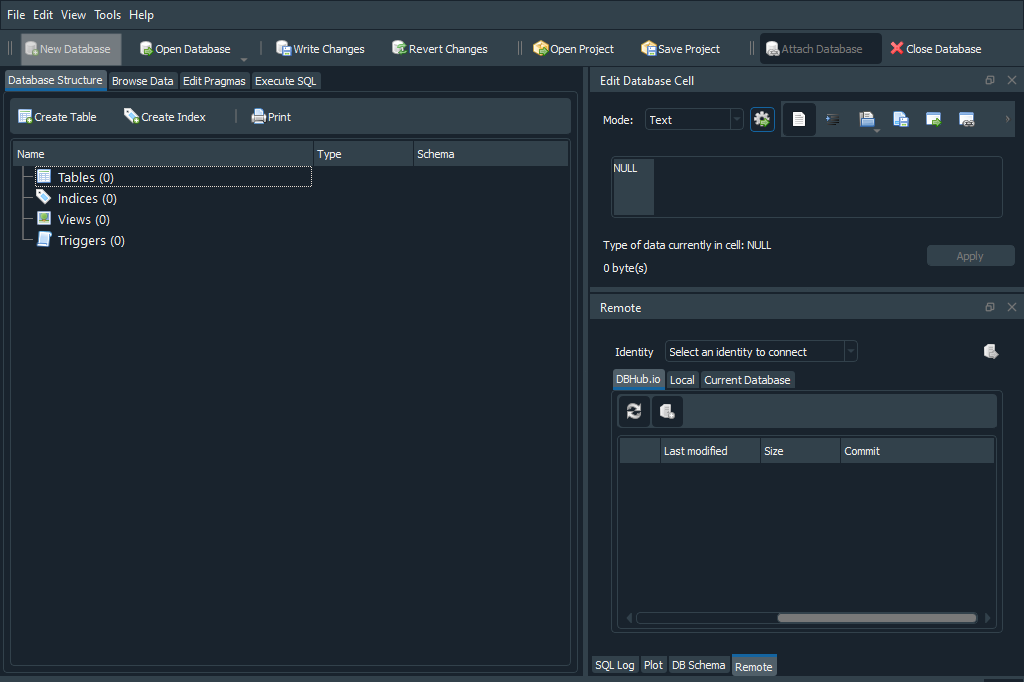 File Edit View Tools Help
New Database Open Database Write Changes Revert Changes Open Project Save Project Attach Database Close Database
Database Structure Browse Data Edit Pragmas Execute SQL
Create Table Create Index Print
Name Type Schema
Tables (0)
Indices (0)
Views (0)
Triggers (0)
Edit Database Cell
Mode: Text
NULL
Type of data currently in cell: NULL
0 byte(s)
Apply
Remote
Identity Select an identity to connect
DBHub.io Local Current Database
Last modified Size Commit
SQL Log Plot DB Schema Remote